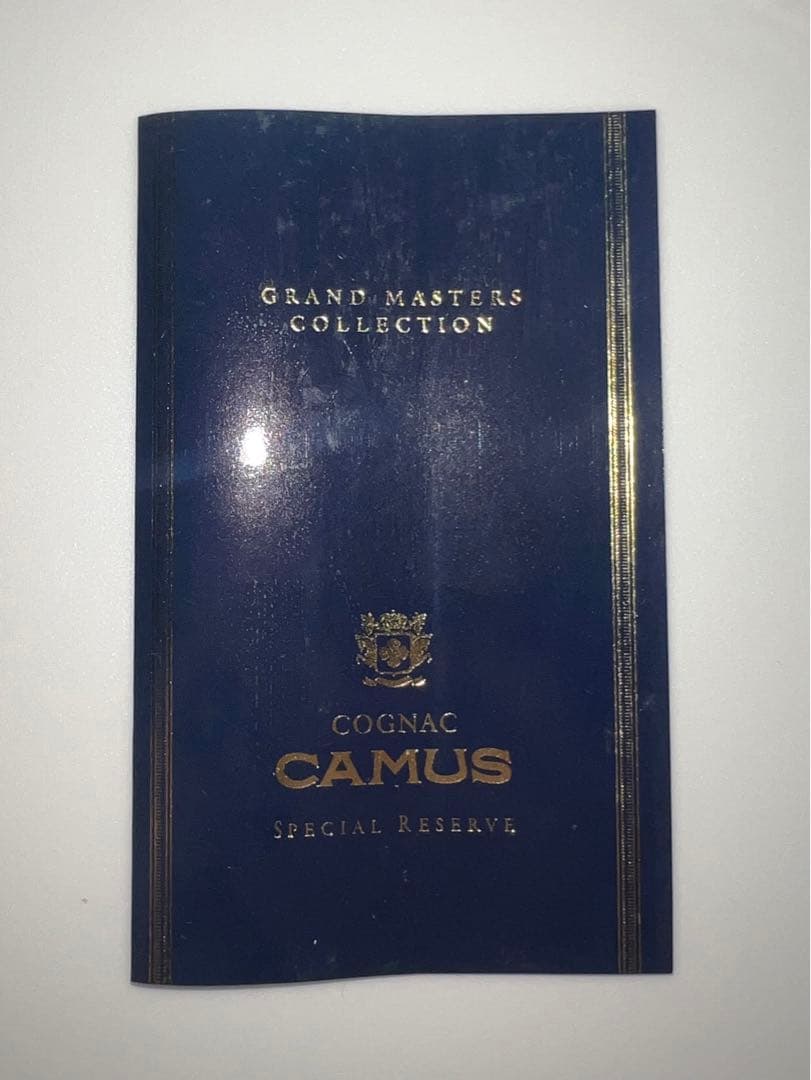 GRAND MASTERS
COLLECTION
COGNAC
CAMUS
SPECIAL RESERVE